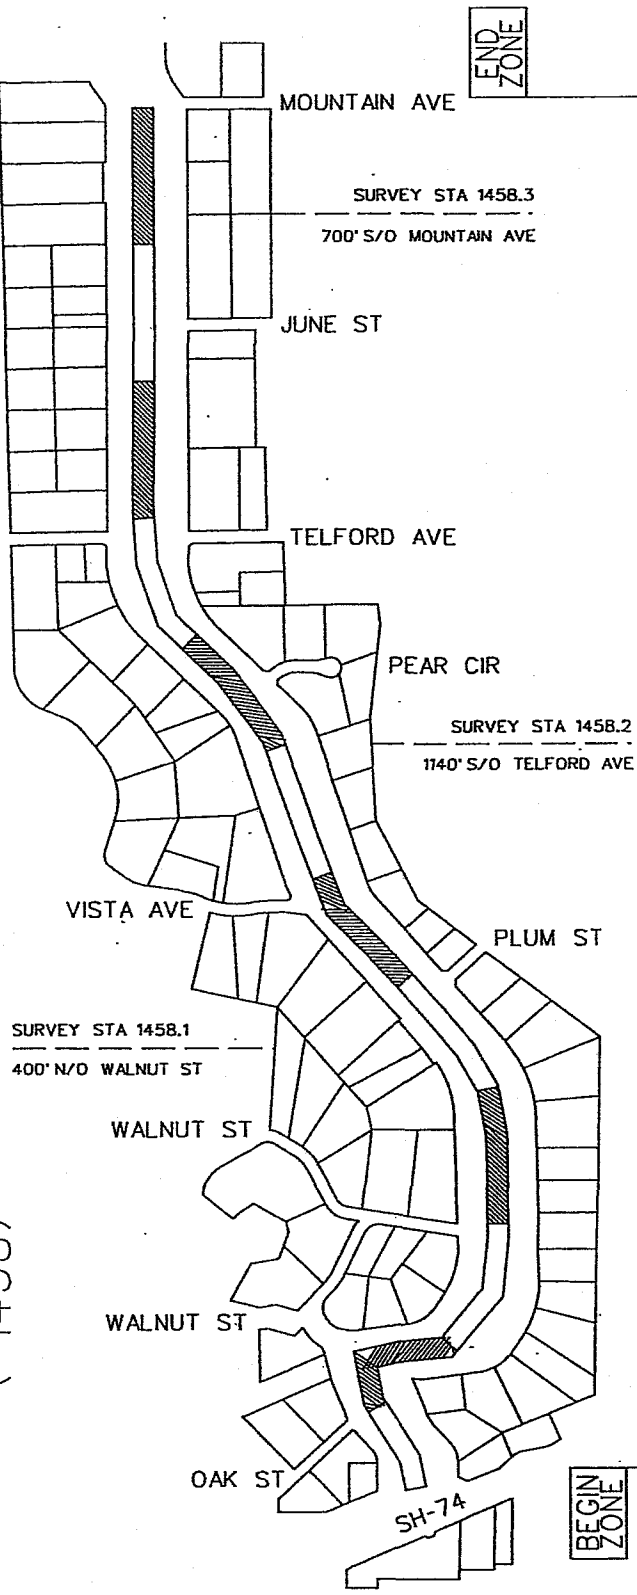 END
ZONE
MOUNTAIN AVE
SURVEY STA 1458.3
700' S/O MOUNTAIN AVE
JUNE ST
TELFORD AVE
PEAR CIR
SURVEY STA 1458.2
1140' S/O TELFORD AVE
VISTA AVE
PLUM ST
SURVEY STA 1458.1
400' N/O WALNUT ST
WALNUT ST
WALNUT ST
OAK ST
SH-74
BEGIN
ZONE